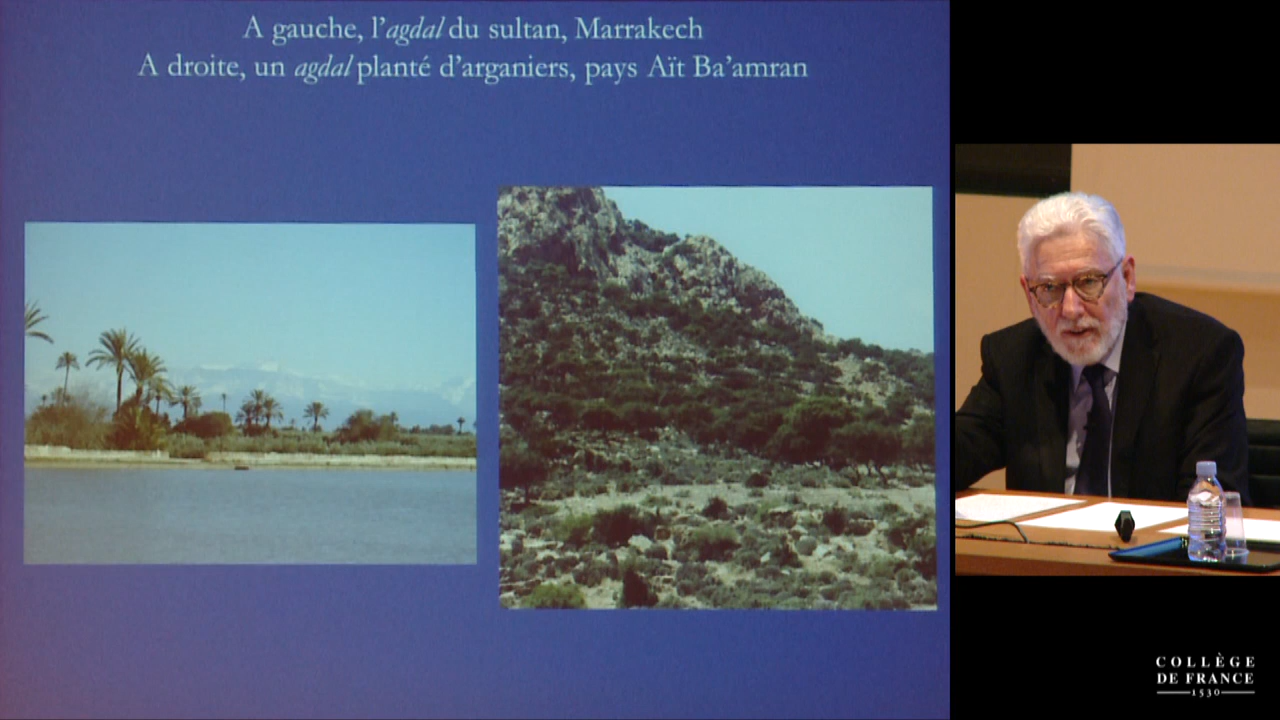 A gauche, l’agdal du sultan, Marrakech
A droite, un agdal planté d’arganiers, pays Aït Ba’amran
COLLÈGE
DE FRANCE
1530